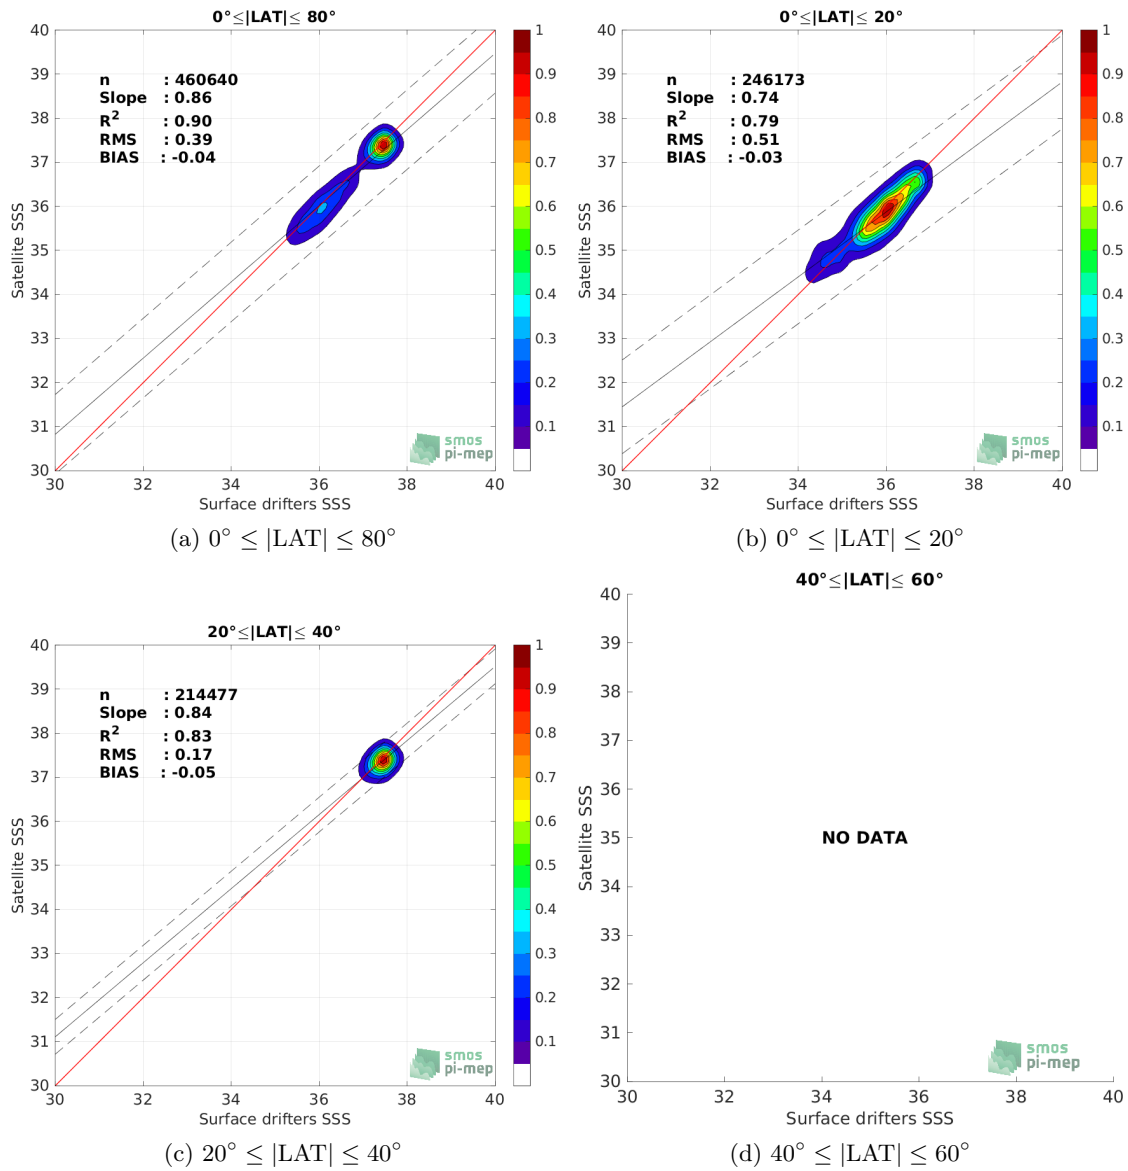 0°≤|LAT|≤ 80°
40
39
38
37
36
35
34
33
32
31
30
Satellite SSS
n : 460640
Slope : 0.86
R² : 0.90
RMS : 0.39
BIAS : -0.04
smos
pi-mep
30 32 34 36 38 40
Surface drifters SSS
1
0.9
0.8
0.7
0.6
0.5
0.4
0.3
0.2
0.1
(a) 0° ≤ |LAT| ≤ 80°
0°≤|LAT|≤ 20°
40
39
38
37
36
35
34
33
32
31
30
Satellite SSS
n : 246173
Slope : 0.74
R² : 0.79
RMS : 0.51
BIAS : -0.03
smos
pi-mep
30 32 34 36 38 40
Surface drifters SSS
1
0.9
0.8
0.7
0.6
0.5
0.4
0.3
0.2
0.1
(b) 0° ≤ |LAT| ≤ 20°
20°≤|LAT|≤ 40°
40
39
38
37
36
35
34
33
32
31
30
Satellite SSS
n : 214477
Slope : 0.84
R² : 0.83
RMS : 0.17
BIAS : -0.05
smos
pi-mep
30 32 34 36 38 40
Surface drifters SSS
1
0.9
0.8
0.7
0.6
0.5
0.4
0.3
0.2
0.1
(c) 20° ≤ |LAT| ≤ 40°
40°≤|LAT|≤ 60°
40
39
38
37
36
35
34
33
32
31
30
Satellite SSS
NO DATA
smos
pi-mep
30 32 34 36 38 40
Surface drifters SSS
(d) 40° ≤ |LAT| ≤ 60°